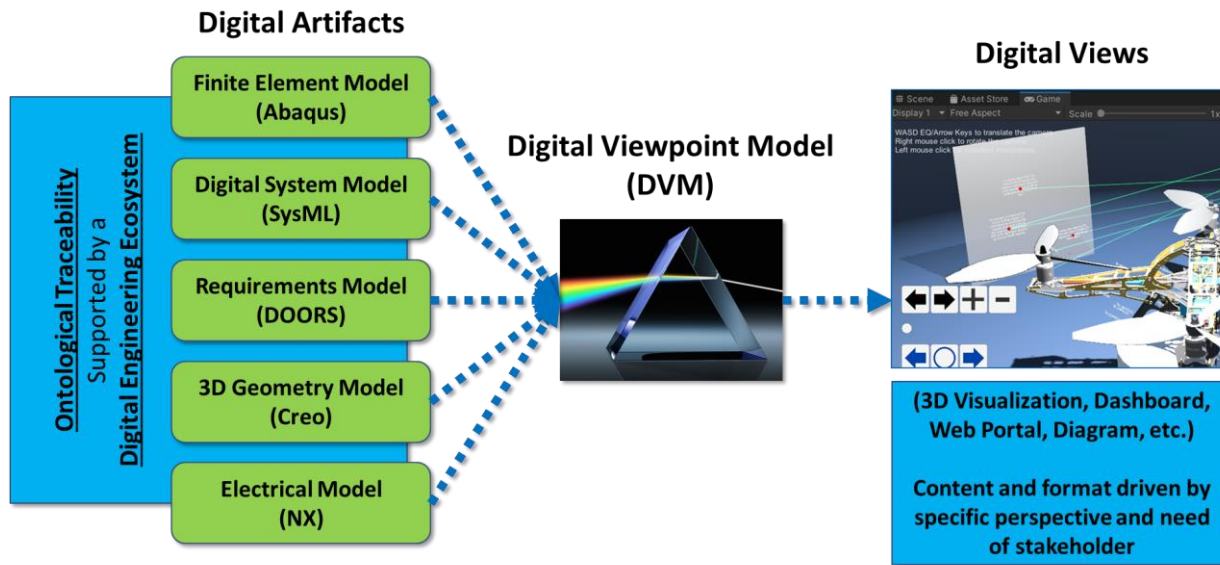 Digital Artifacts
Ontological Traceability
Supported by a
Digital Engineering Ecosystem
Finite Element Model
(Abaqus)
Digital System Model
(SysML)
Requirements Model
(DOORS)
3D Geometry Model
(Creo)
Electrical Model
(NX)
Digital Viewpoint Model
(DVM)
Digital Views
Scene Asset Store Game
Display 1 Free Aspect Scale 1x
WASD EQ/Arrow Keys to translate the camera
Right mouse click to rotate the
Left mouse click
(3D Visualization, Dashboard,
Web Portal, Diagram, etc.)
Content and format driven by
specific perspective and need
of stakeholder